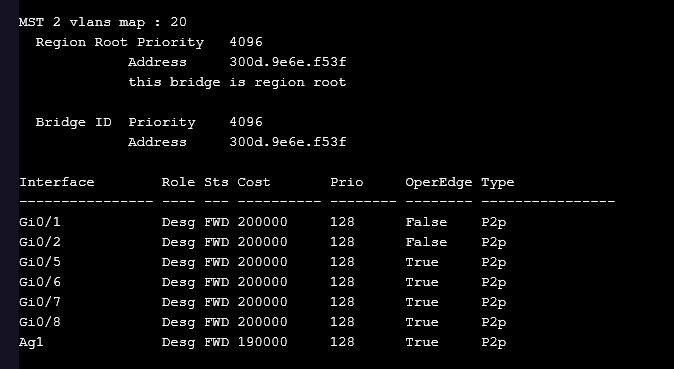 MST 2 vlans map : 20
  Region Root Priority   4096
             Address     300d.9e6e.f53f
             this bridge is region root

  Bridge ID  Priority    4096
             Address     300d.9e6e.f53f

Interface        Role Sts Cost       Prio     OperEdge Type
---------------- ---- --- ---------- -------- -------- ----------------
Gi0/1            Desg FWD 200000     128      False    P2p
Gi0/2            Desg FWD 200000     128      False    P2p
Gi0/5            Desg FWD 200000     128      True     P2p
Gi0/6            Desg FWD 200000     128      True     P2p
Gi0/7            Desg FWD 200000     128      True     P2p
Gi0/8            Desg FWD 200000     128      True     P2p
Ag1              Desg FWD 190000     128      True     P2p